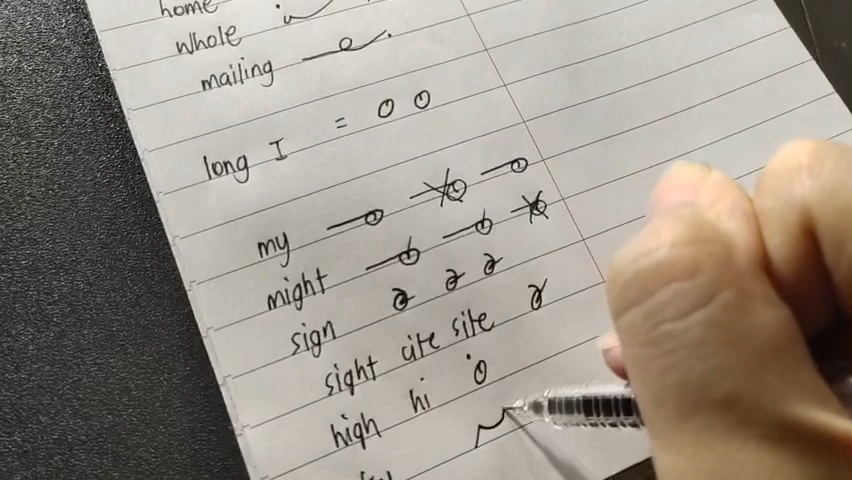 home
whole
mailing
long I =
my
might
sign
sight cite site
high hi